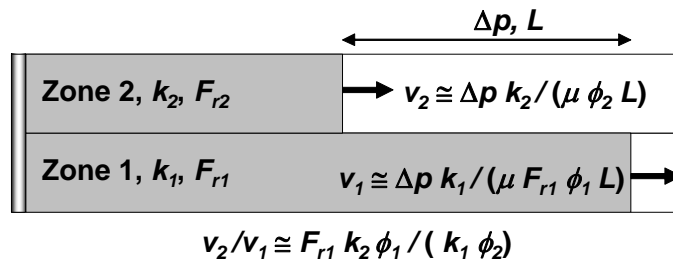 Δp, L
Zone 2, k₂, Fᵣ₂
v₂ ≅ Δp k₂ / (μ ϕ₂ L)
Zone 1, k₁, Fᵣ₁
v₁ ≅ Δp k₁ / (μ Fᵣ₁ ϕ₁ L)
v₂ /v₁ ≅ Fᵣ₁ k₂ ϕ₁ / ( k₁ ϕ₂)